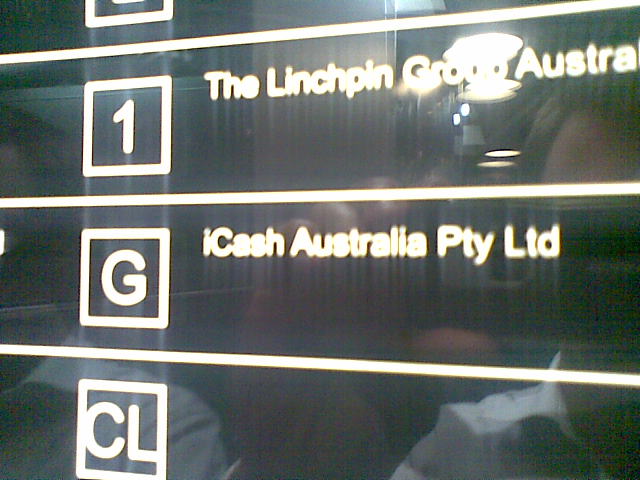 1 The Linchpin Group Austral
G iCash Australia Pty Ltd
CL